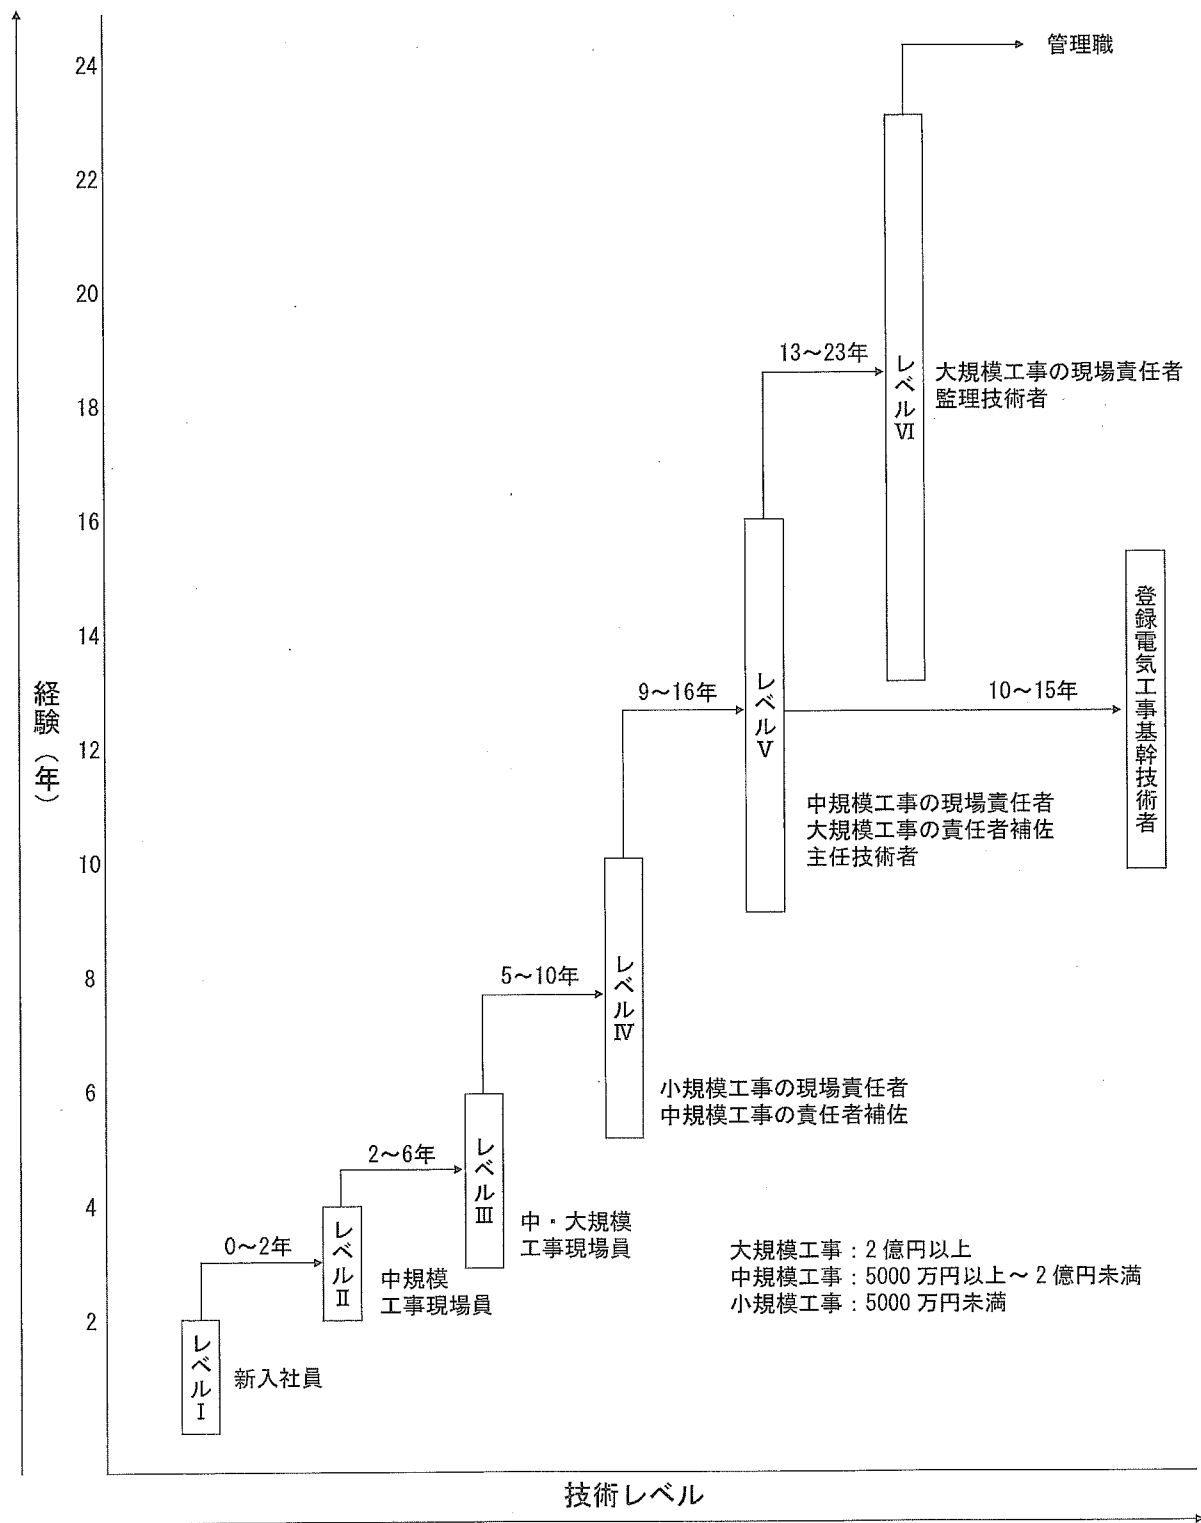 管理職
24
22
20
18
16
14
12
10
8
6
4
2
経験（年）
13〜23年
レベルⅥ
大規模工事の現場責任者
監理技術者
9〜16年
レベルⅤ
10〜15年
登録電気工事基幹技術者
中規模工事の現場責任者
大規模工事の責任者補佐
主任技術者
5〜10年
レベルⅣ
小規模工事の現場責任者
中規模工事の責任者補佐
2〜6年
レベルⅢ
中・大規模
工事現場員
0〜2年
レベルⅡ
中規模
工事現場員
大規模工事：2億円以上
中規模工事：5000万円以上〜2億円未満
小規模工事：5000万円未満
レベルⅠ
新入社員
技術レベル